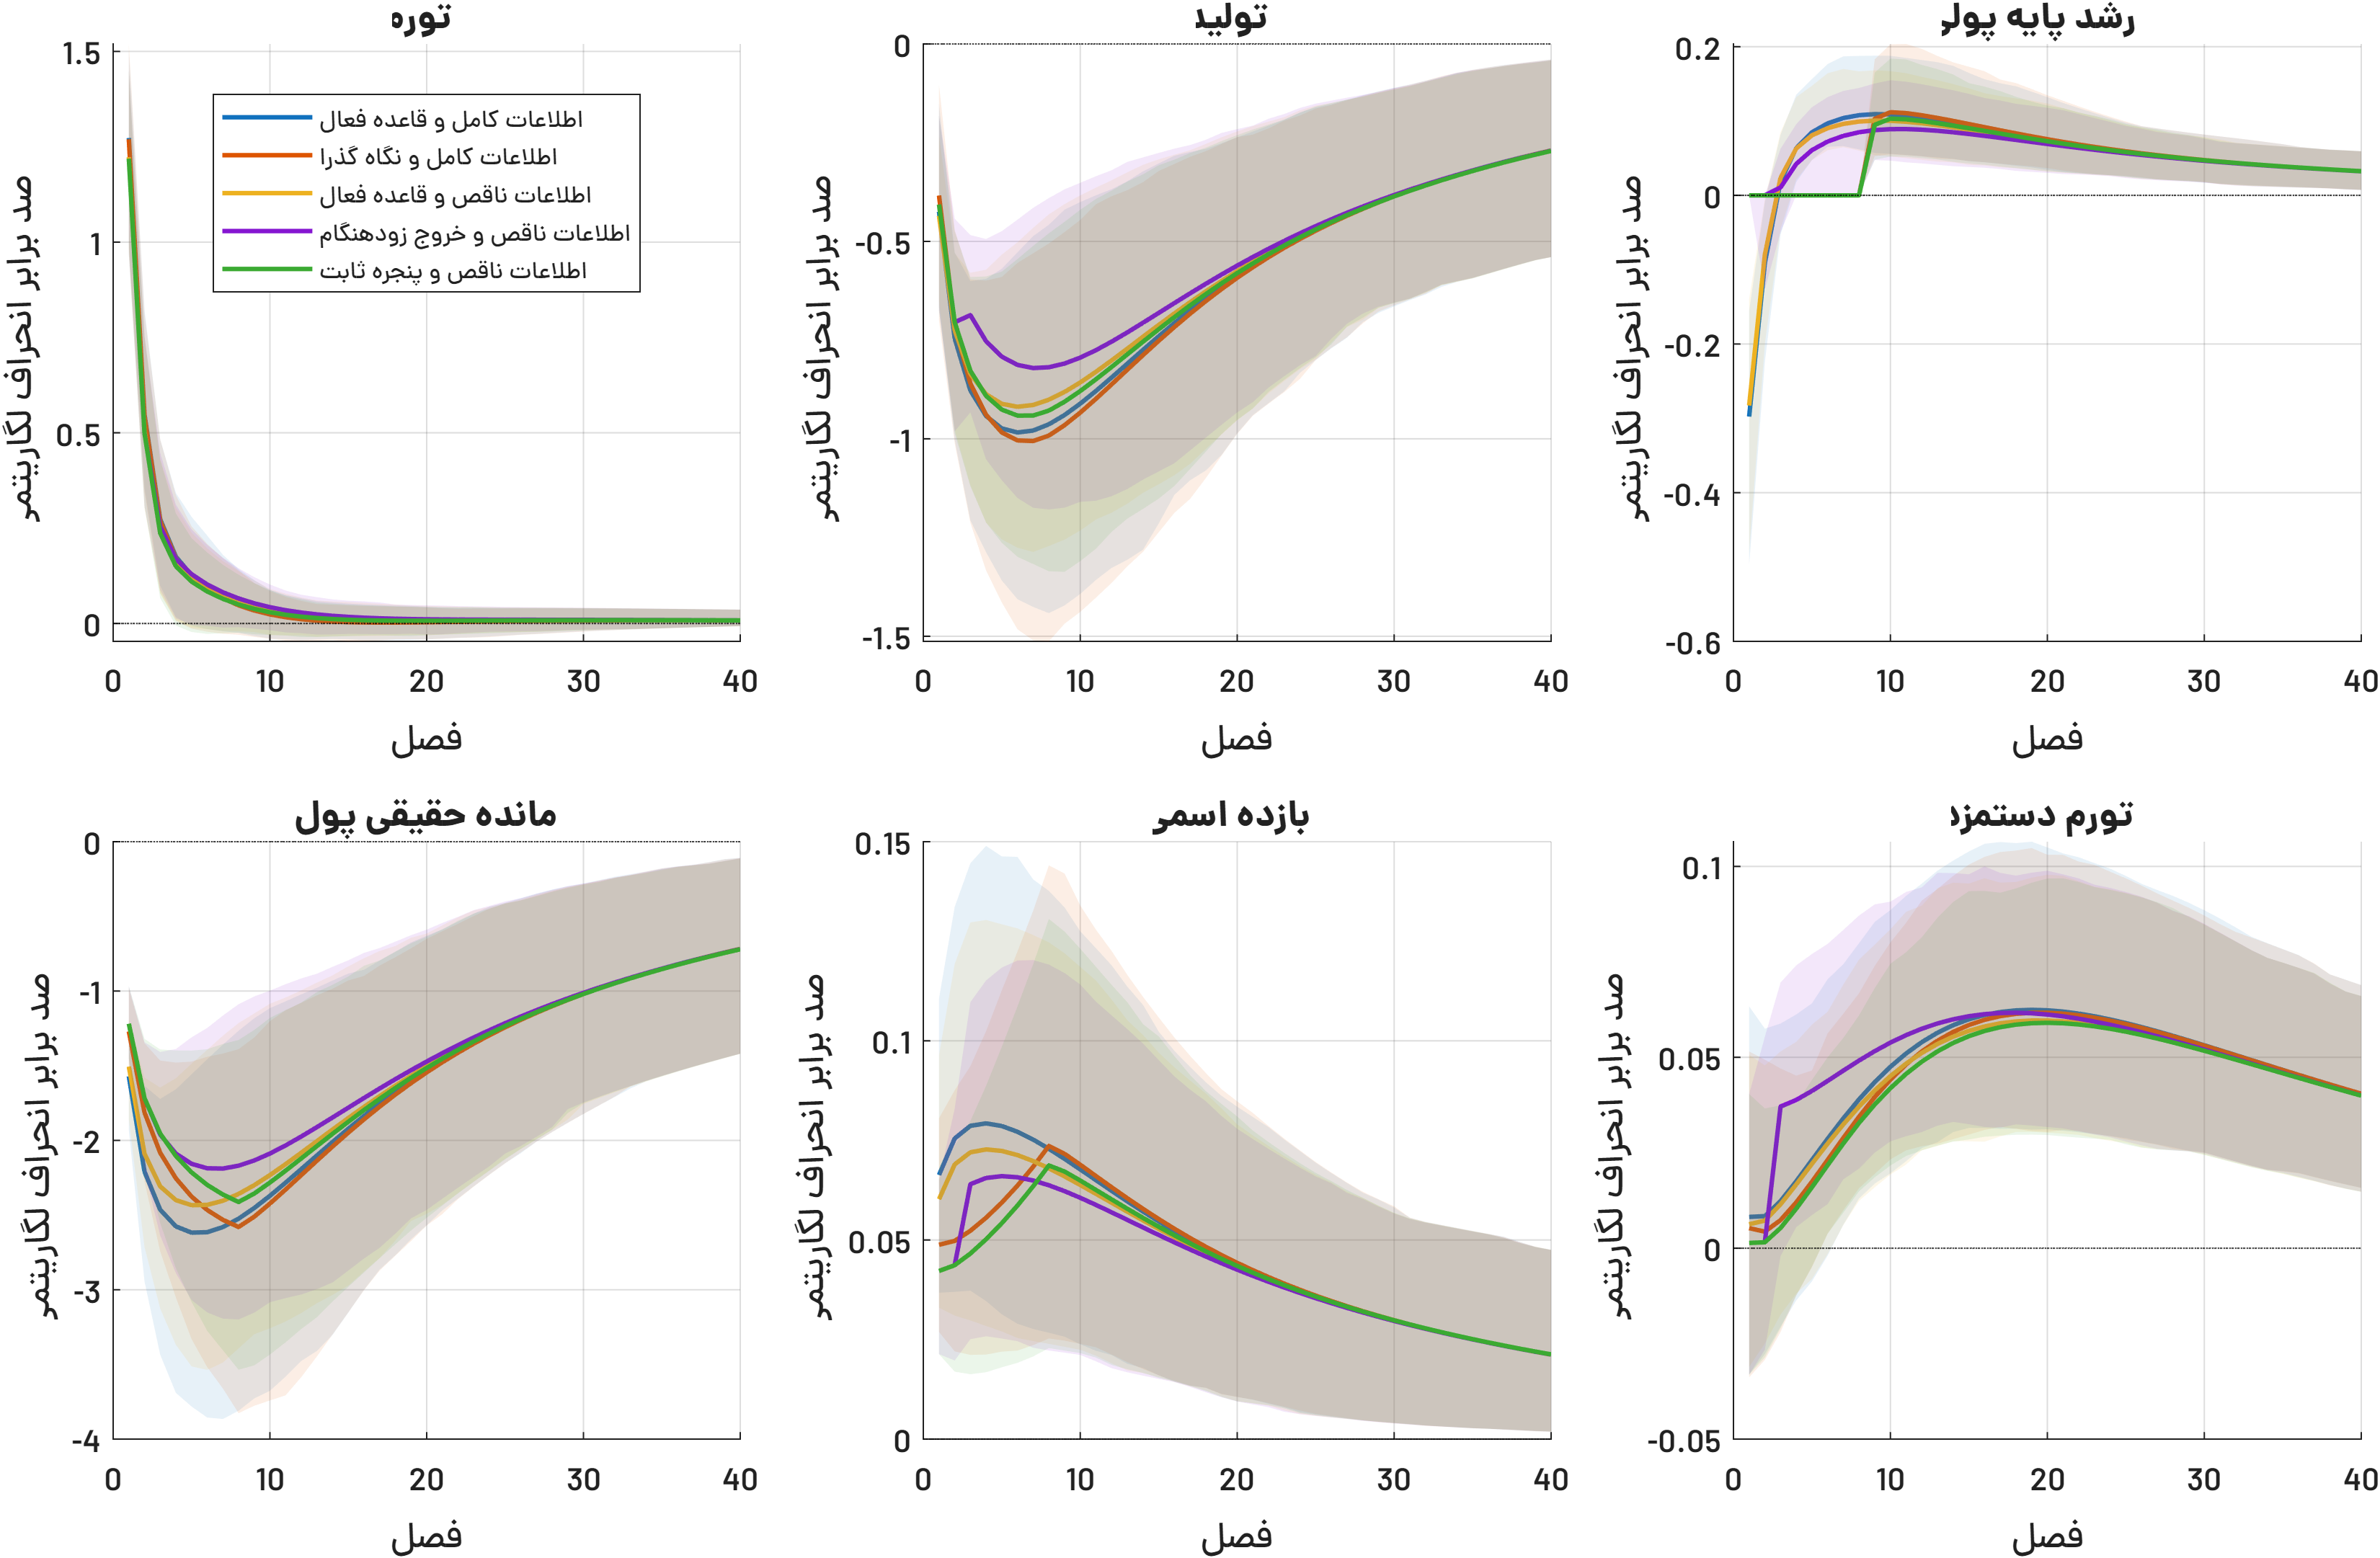 تورم
تولید
رشد پایه پولی
1.5
1
0.5
0
صد برابر انحراف لگاریتمی
0
10
20
30
40
فصل
اطلاعات کامل و قاعده فعال
اطلاعات کامل و نگاه گذرا
اطلاعات ناقص و قاعده فعال
اطلاعات ناقص و خروج زودهنگام
اطلاعات ناقص و پنجره ثابت
0
-0.5
-1
-1.5
صد برابر انحراف لگاریتمی
0
10
20
30
40
فصل
0.2
0
-0.2
-0.4
-0.6
صد برابر انحراف لگاریتمی
0
10
20
30
40
فصل
مانده حقیقی پول
بازده اسمی
تورم دستمزد
0
-1
-2
-3
-4
صد برابر انحراف لگاریتمی
0
10
20
30
40
فصل
0.15
0.1
0.05
0
صد برابر انحراف لگاریتمی
0
10
20
30
40
فصل
0.1
0.05
0
-0.05
صد برابر انحراف لگاریتمی
0
10
20
30
40
فصل